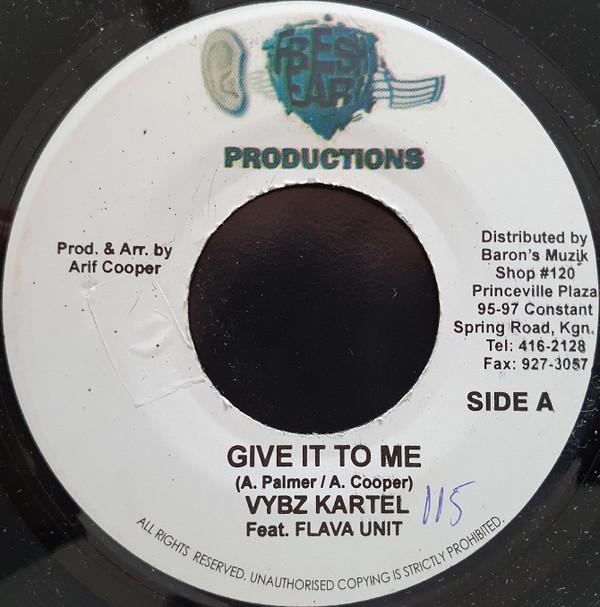 FRESH
EAR
PRODUCTIONS
Prod. & Arr. by
Arif Cooper
Distributed by
Baron's Muzik
Shop #120
Princeville Plaza
95-97 Constant
Spring Road, Kgn.
Tel: 416-2128
Fax: 927-3057
SIDE A
GIVE IT TO ME
(A. Palmer / A. Cooper)
VYBZ KARTEL
115
Feat. FLAVA UNIT
ALL RIGHTS RESERVED. UNAUTHORISED COPYING IS STRICTLY PROHIBITED.